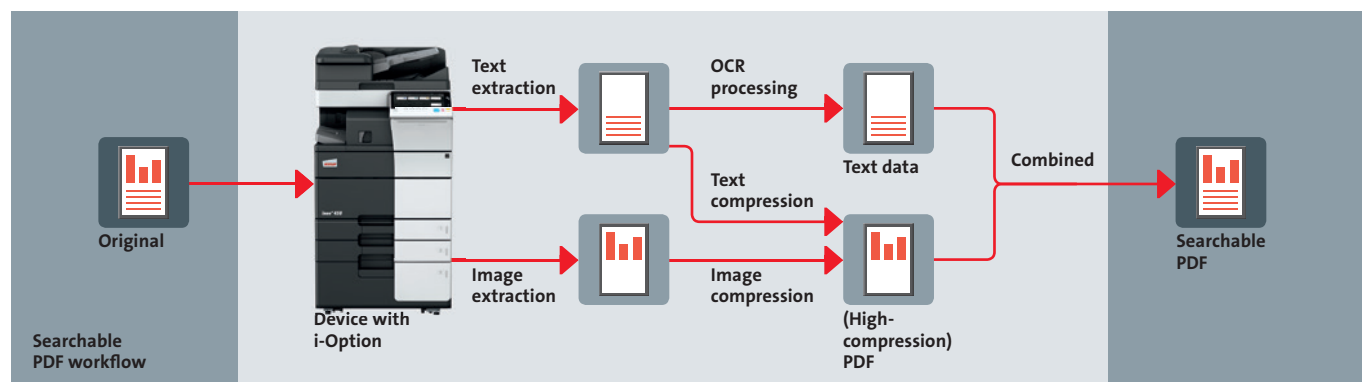 Text
extraction
OCR
processing
Text data
Combined
Original
Text
compression
Searchable
PDF
Image
extraction
Image
compression
Device with
i-Option
(High-
compression)
PDF
Searchable
PDF workflow